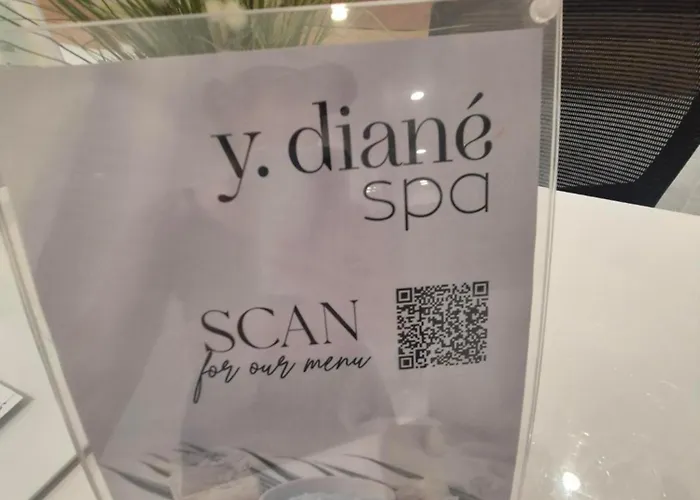 y. diané
spa
SCAN
for our menu